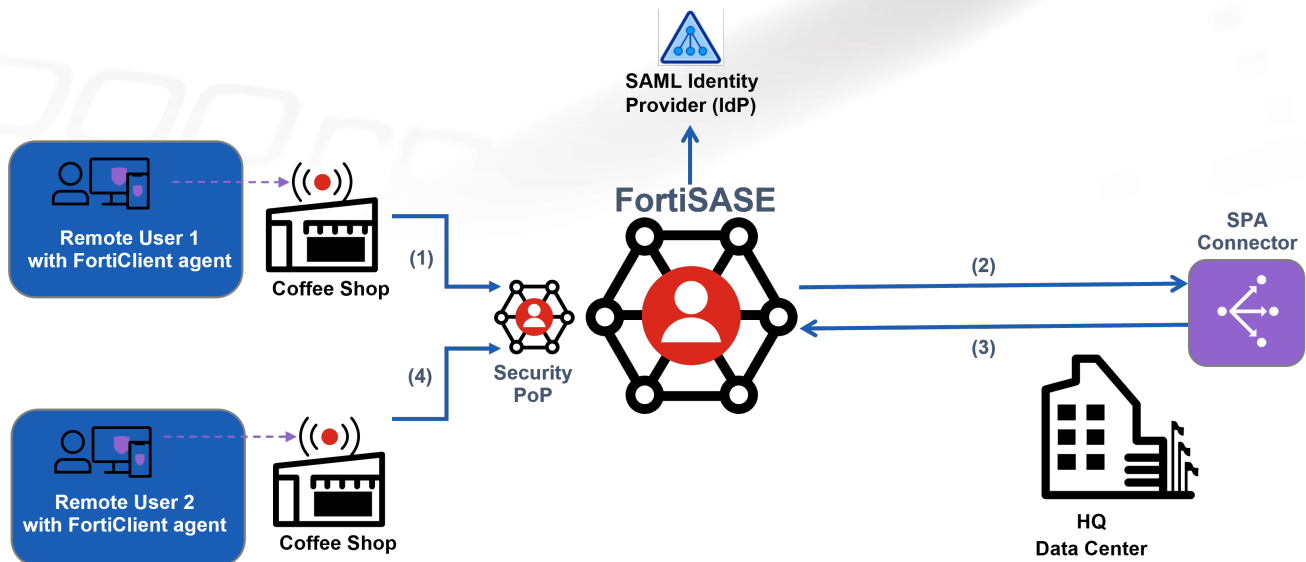 SAML Identity
Provider (IdP)
FortiSASE
Remote User 1
with FortiClient agent
Coffee Shop
(1)
Security
PoP
(2)
(3)
SPA
Connector
(4)
Remote User 2
with FortiClient agent
Coffee Shop
HQ
Data Center